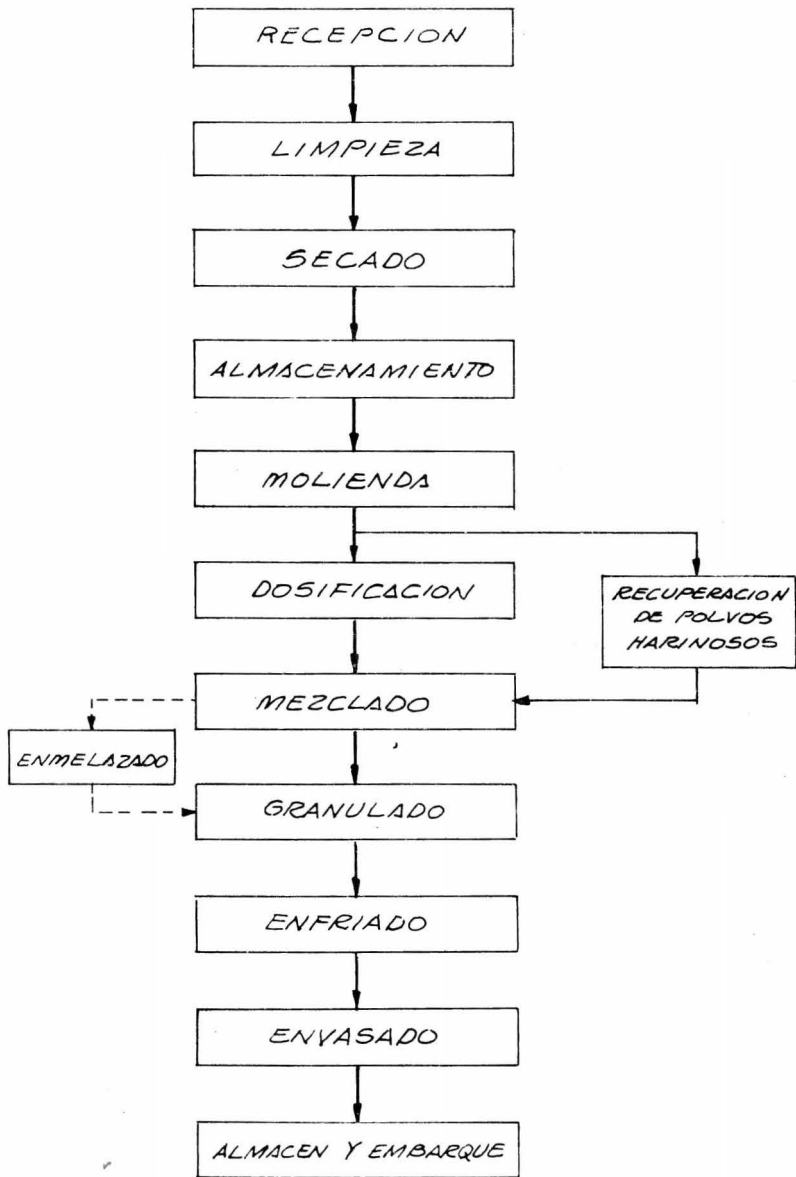 RECEPCION
LIMPIEZA
SECADO
ALMACENAMIENTO
MOLIENDA
DOSIFICACION
RECUPERACION
DE POLVOS
HARINOSOS
MEZCLADO
ENMELAZADO
GRANULADO
ENFRIADO
ENVASADO
ALMACEN Y EMBARQUE